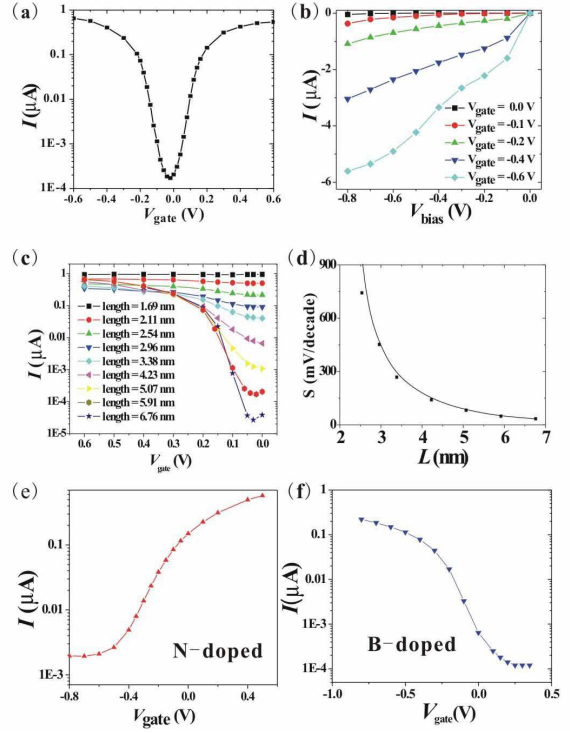 (a)
1
0.1
0.01
1E-3
1E-4
I (μA)
-0.6 -0.4 -0.2 0.0 0.2 0.4 0.6
Vgate(V)
(b)
0
-2
-4
-6
I (μA)
Vgate = 0.0 V
Vgate = -0.1 V
Vgate = -0.2 V
Vgate = -0.4 V
Vgate = -0.6 V
-0.8 -0.6 -0.4 -0.2 0.0
Vbias(V)
(c)
1
0.1
0.01
1E-3
1E-4
1E-5
I (μA)
length = 1.69 nm
length = 2.11 nm
length = 2.54 nm
length = 2.96 nm
length = 3.38 nm
length = 4.23 nm
length = 5.07 nm
length = 5.91 nm
length = 6.76 nm
0.6 0.5 0.4 0.3 0.2 0.1 0.0
Vgate (V)
(d)
900
600
300
0
S (mV/decade)
2 3 4 5 6 7
L(nm)
(e)
0.1
0.01
1E-3
I (μA)
N-doped
-0.8 -0.4 0.0 0.4
Vgate(V)
(f)
1
0.1
0.01
1E-3
1E-4
I(μA)
B-doped
-1.0 -0.5 0.0 0.5
Vgate(V)